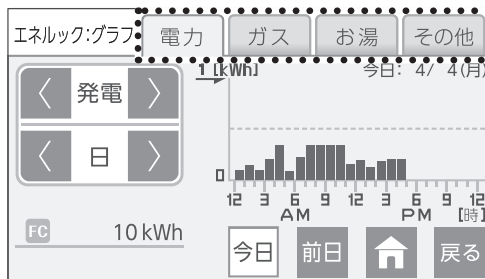 エネルック:グラフ 電力 ガス お湯 その他
1 [kWh] 今日: 4/ 4(月)
発電
日
0
12 3 6 9 12 3 6 9 12
AM PM [時]
FC 10kWh
今日 前日 戻る